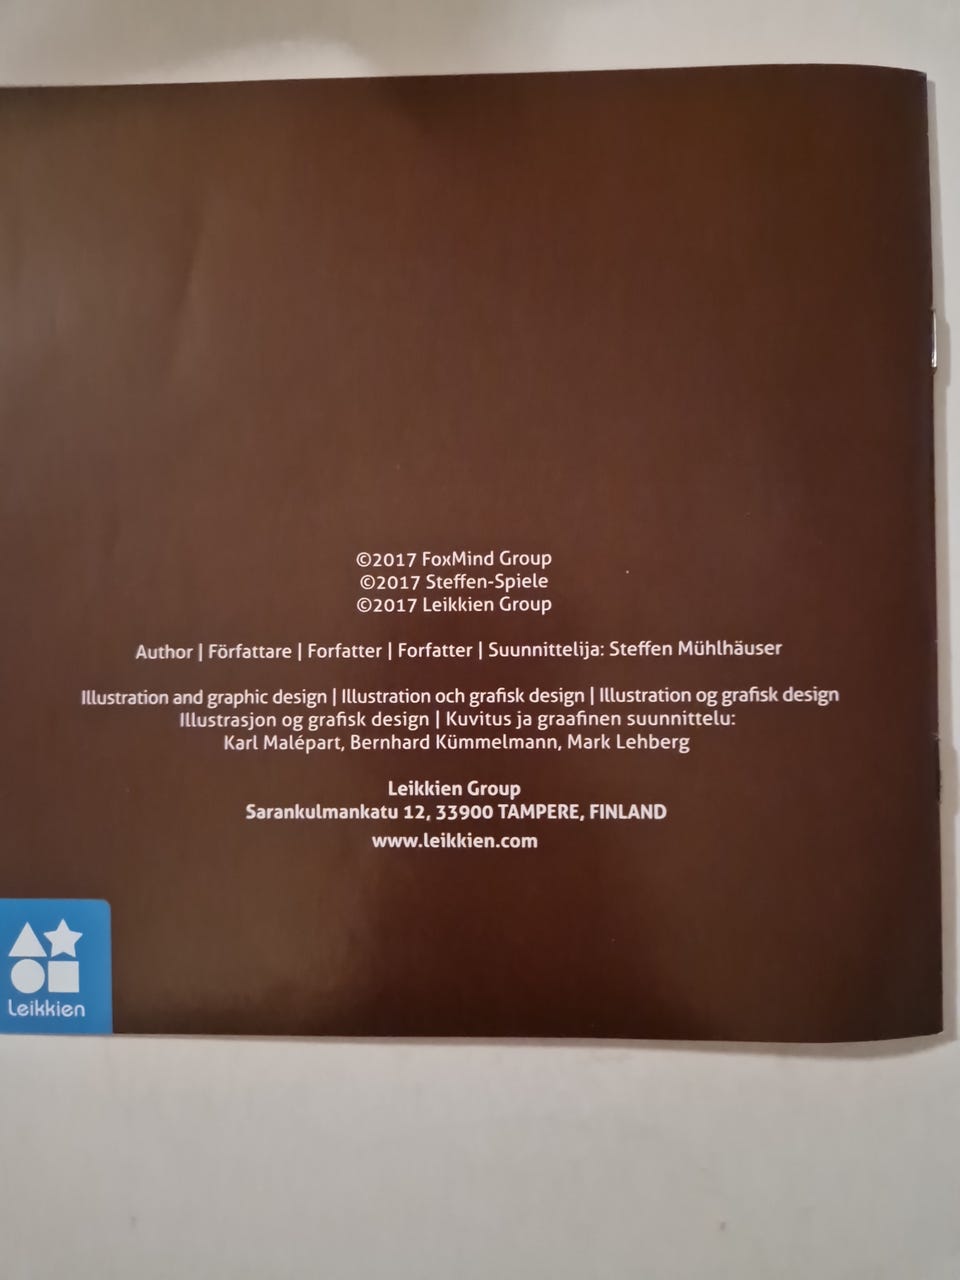 ©2017 FoxMind Group
©2017 Steffen-Spiele
©2017 Leikkien Group
Author | Författare | Forfatter | Forfatter | Suunnittelija: Steffen Mühlhäuser
Illustration and graphic design | Illustration och grafisk design | Illustration og grafisk design
Illustrasjon og grafisk design | Kuvitus ja graafinen suunnittelu:
Karl Malépart, Bernhard Kümmelmann, Mark Lehberg
Leikkien Group
Sarankulmankatu 12, 33900 TAMPERE, FINLAND
www.leikkien.com
Leikkien